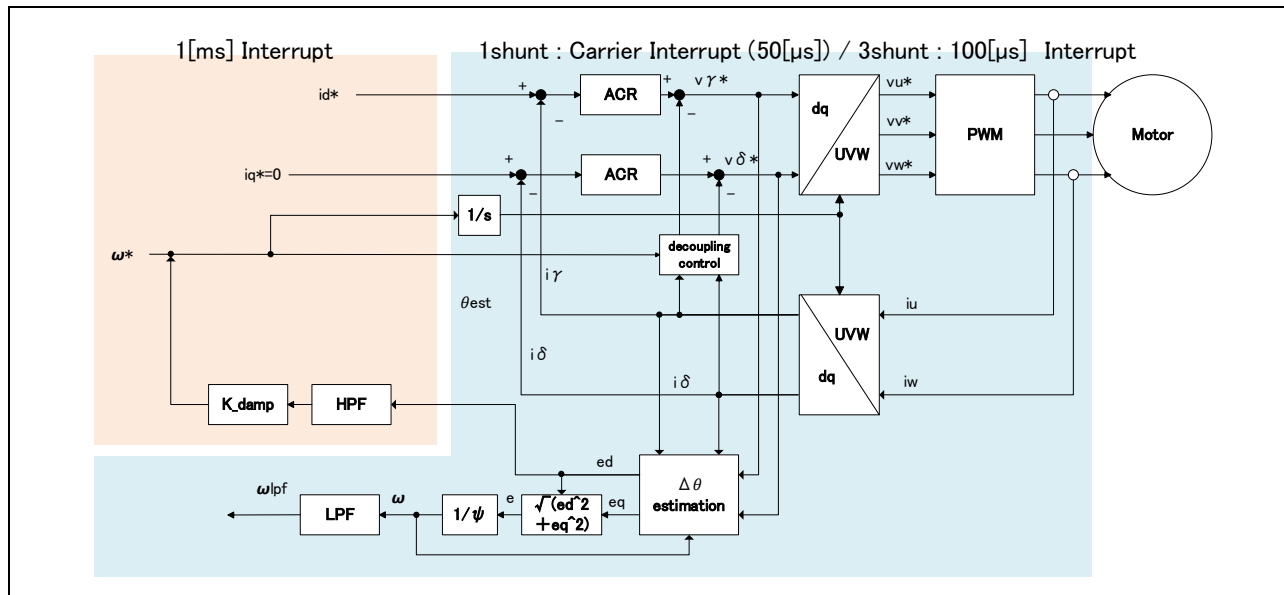 1[ms] Interrupt
1shunt : Carrier Interrupt (50[μs]) / 3shunt : 100[μs] Interrupt
id*
+
−
ACR
+
−
vγ*
dq
UVW
vu*
vv*
vw*
PWM
Motor
iq*=0
+
−
ACR
+
−
vδ*
1/s
ω*
decoupling
control
iγ
θest
UVW
dq
iu
iδ
iδ
iw
K_damp
HPF
ed
Δθ
estimation
ωlpf
LPF
ω
1/ψ
e
√(ed^2
+eq^2)
eq